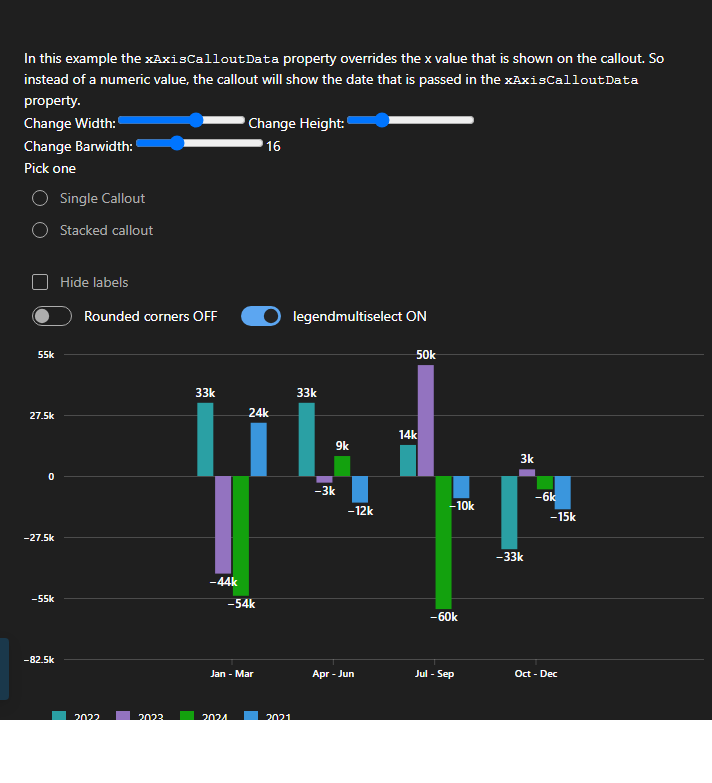 In this example the xAxisCalloutData property overrides the x value that is shown on the callout. So
instead of a numeric value, the callout will show the date that is passed in the xAxisCalloutData
property.
Change Width: Change Height:
Change Barwidth: 16
Pick one
Single Callout
Stacked callout
Hide labels
Rounded corners OFF legendmultiselect ON
55k
50k
33k
33k
24k
27.5k
14k
9k
3k
0
−3k
−6k
−10k
−12k
−15k
−27.5k
−33k
−44k
−55k
−54k
−60k
−82.5k
Jan - Mar Apr - Jun Jul - Sep Oct - Dec
2022 2023 2024 2021